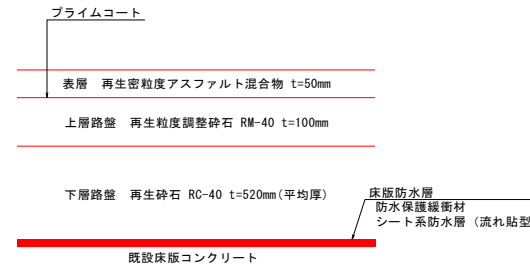 プライムコート
表層 再生密粒度アスファルト混合物 t=50mm
上層路盤 再生粒度調整砕石 RM-40 t=100mm
下層路盤 再生砕石 RC-40 t=520mm(平均厚)
床版防水層
防水保護緩衝材
シート系防水層（流れ貼型
既設床版コンクリート